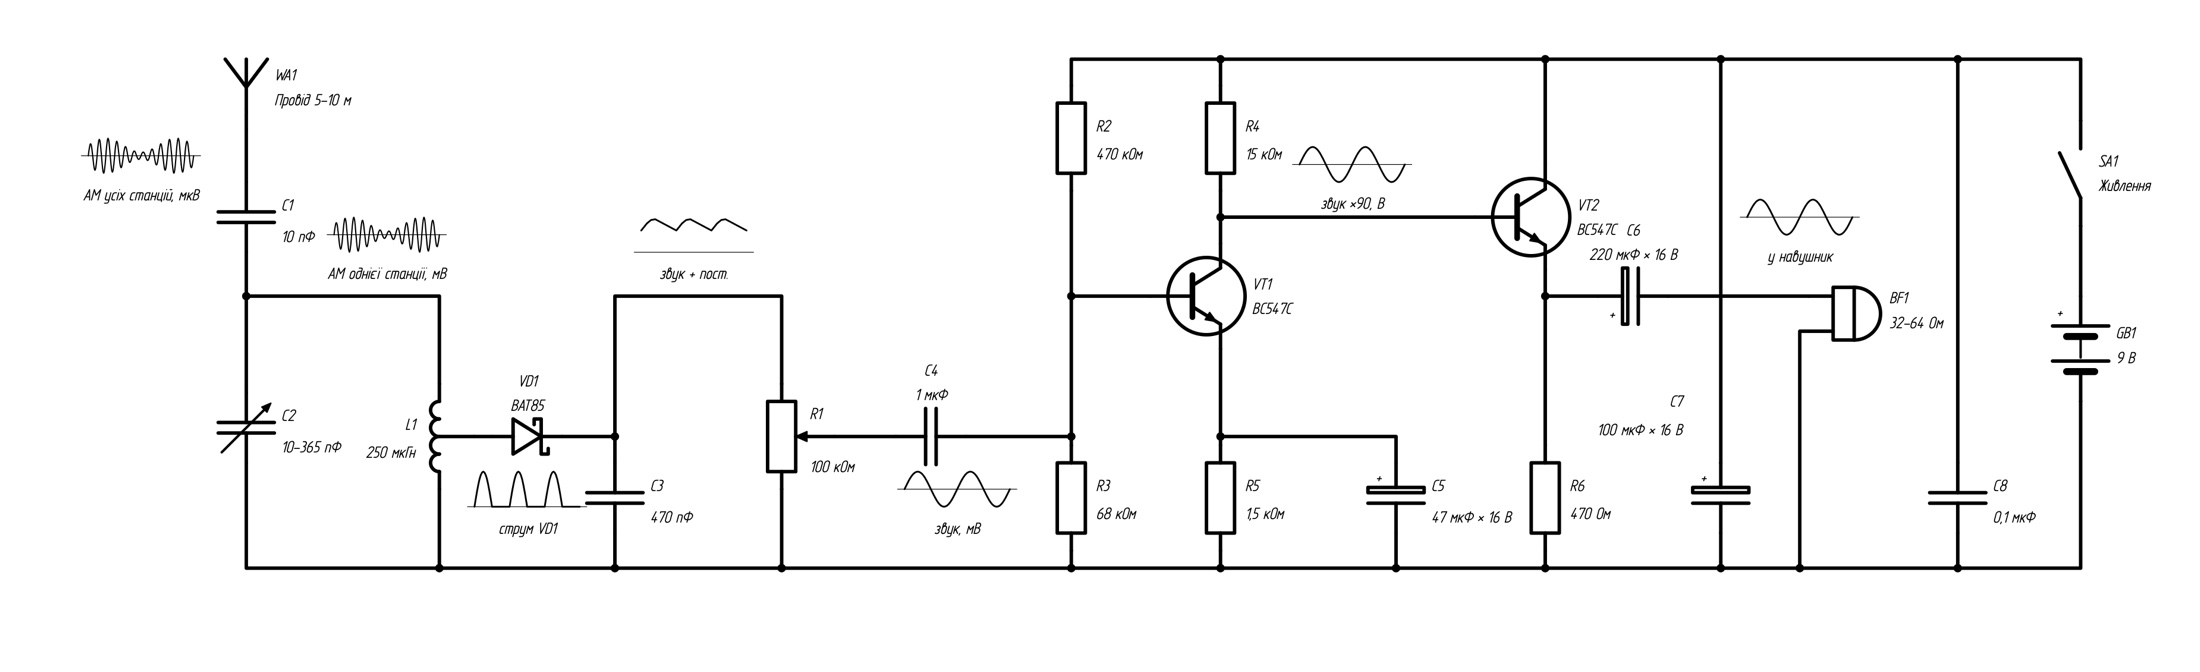 WA1
Провід 5–10 м
АМ усіх станцій, мкВ
C1
10 пФ
АМ однієї станції, мВ
C2
10–365 пФ
L1
250 мкГн
VD1
BAT85
струм VD1
звук + пост.
C3
470 пФ
R1
100 кОм
C4
1 мкФ
звук, мВ
R2
470 кОм
R3
68 кОм
R4
15 кОм
звук ×90, В
VT1
BC547C
R5
1,5 кОм
+
C5
47 мкФ × 16 В
VT2
BC547C
C6
220 мкФ × 16 В
+
R6
470 Ом
C7
100 мкФ × 16 В
+
у навушник
BF1
32–64 Ом
C8
0,1 мкФ
SA1
Живлення
+
GB1
9 В